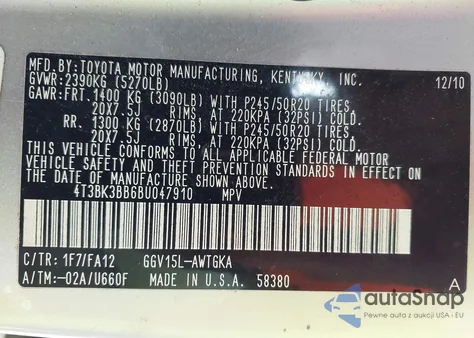 MFD.BY:TOYOTA MOTOR MANUFACTURING, KENTUCKY, INC. 12/10
GVWR:2390KG (5270LB)
GAWR:FRT. 1400 KG (3090LB) WITH P245/50R20 TIRES,
20X7.5J RIMS, AT 220KPA (32PSI) COLD
RR. 1300 KG (2870LB) WITH P245/50R20 TIRES,
20X7.5J RIMS, AT 220KPA (32PSI) COLD
THIS VEHICLE CONFORMS TO ALL APPLICABLE FEDERAL MOTOR
VEHICLE SAFETY AND THEFT PREVENTION STANDARDS IN EFFECT
ON THE DATE OF MANUFACTURE SHOWN ABOVE.
4T3BK3BB6BU047910 MPV
C/TR: 1F7/FA12 GGV15L-AWTGKA
A/TM:-02A/U660F MADE IN U.S.A. 58380 A
autoSnap
Pewne auta z aukcji USA i EU